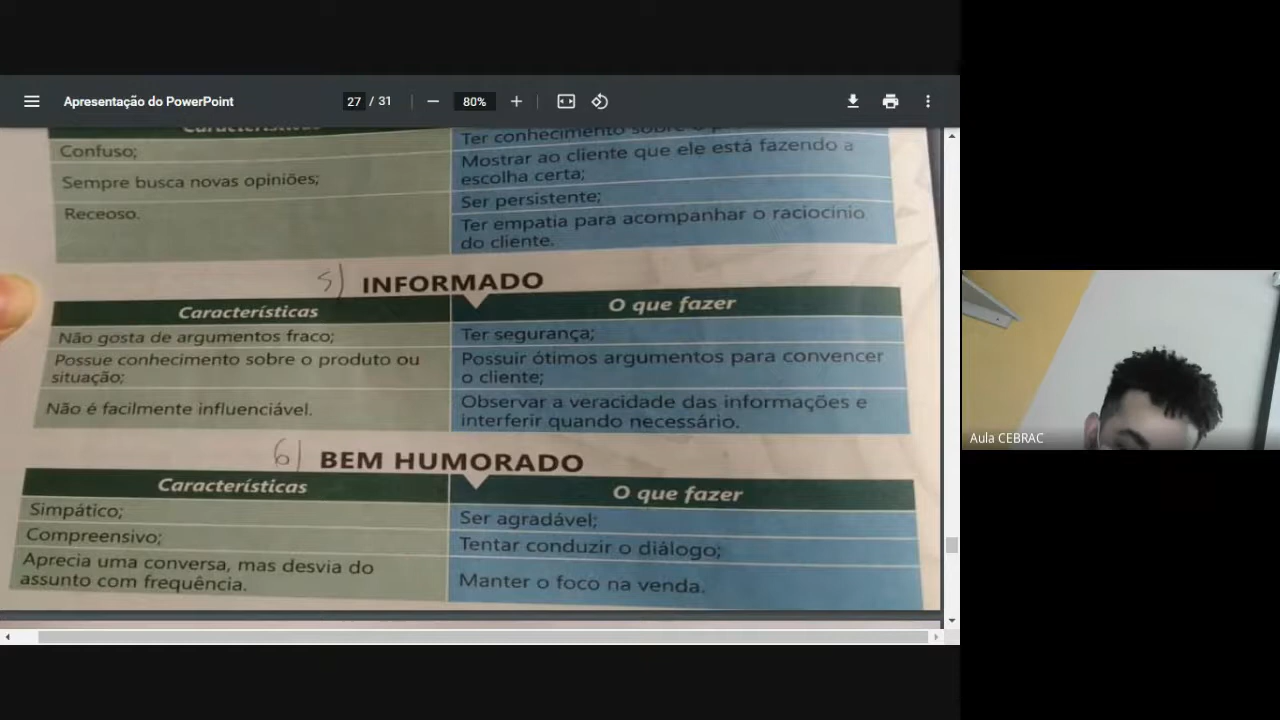 Apresentação do PowerPoint
27 / 31
80%
Características
Ter conhecimento sobre o
Confuso;
Mostrar ao cliente que ele está fazendo a
escolha certa;
Sempre busca novas opiniões;
Ser persistente;
Receoso.
Ter empatia para acompanhar o raciocínio
do cliente.
5) INFORMADO
Características
O que fazer
Não gosta de argumentos fraco;
Ter segurança;
Possue conhecimento sobre o produto ou
situação;
Possuir ótimos argumentos para convencer
o cliente;
Não é facilmente influenciável.
Observar a veracidade das informações e
interferir quando necessário.
6) BEM HUMORADO
Características
O que fazer
Simpático;
Ser agradável;
Compreensivo;
Tentar conduzir o diálogo;
Aprecia uma conversa, mas desvia do
assunto com frequência.
Manter o foco na venda.
Aula CEBRAC